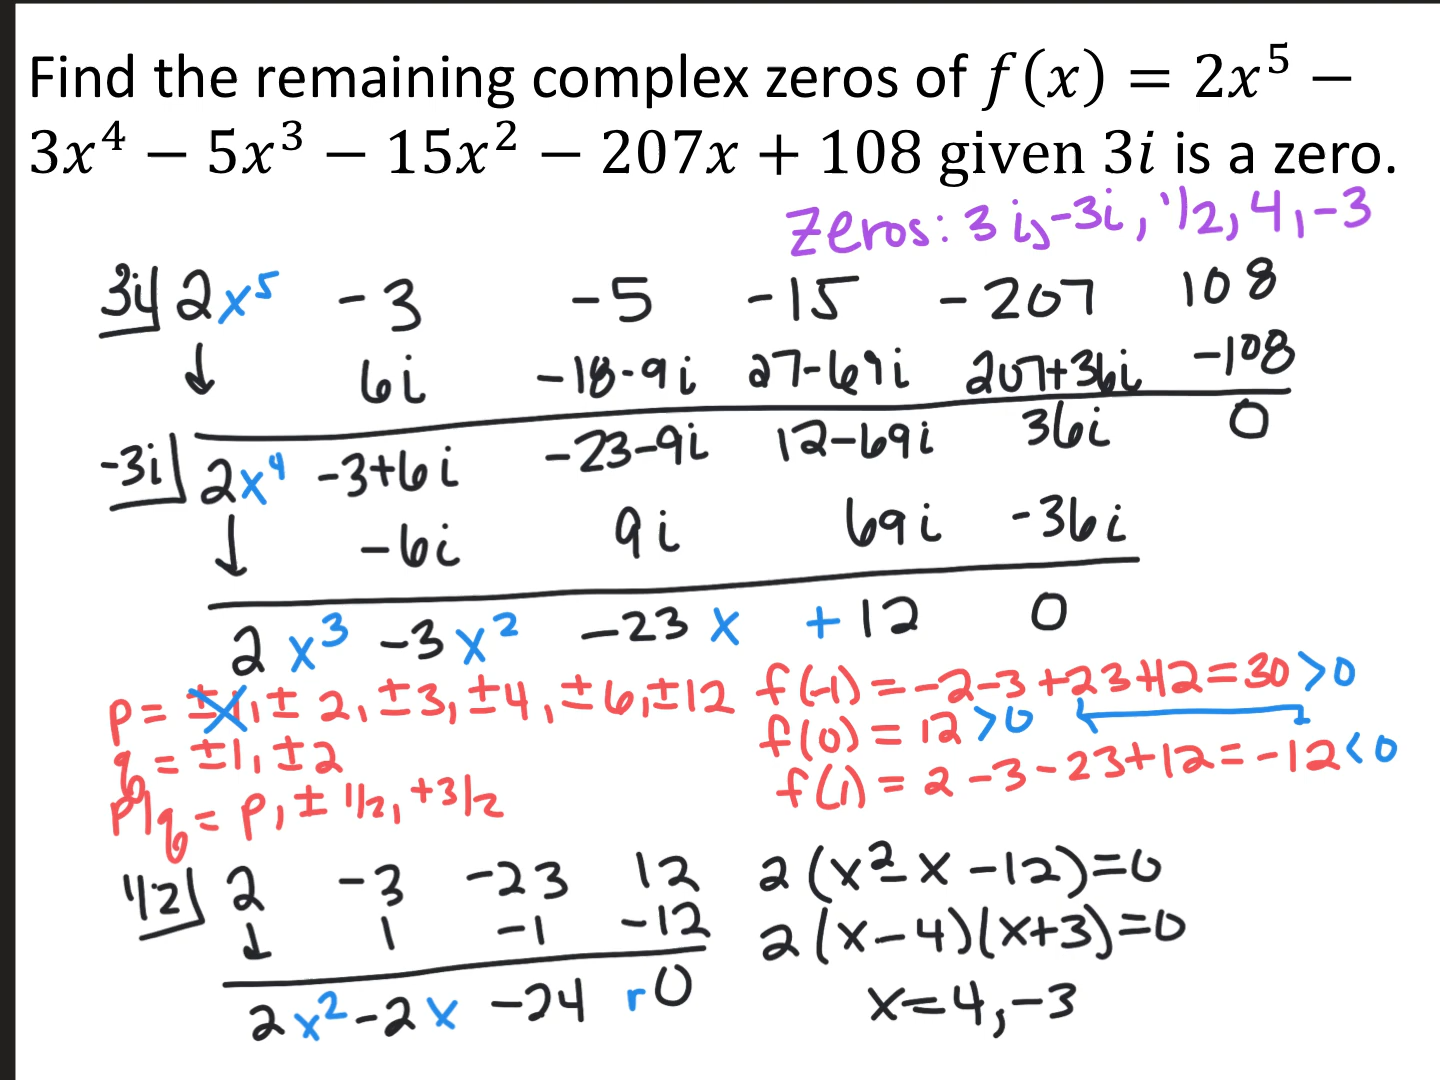 Find the remaining complex zeros of f(x) = 2x⁵ −
3x⁴ − 5x³ − 15x² − 207x + 108 given 3i is a zero.
Zeros: 3i, -3i, 1/2, 4, -3
3i| 2x⁵ -3 -5 -15 -207 108
↓ 6i -18-9i 27-69i 207+36i -108
-3i| 2x⁴ -3+6i -23-9i 12-69i 36i 0
↓ -6i 9i 69i -36i
2x³ -3x² -23x +12 0
p = ±1, ±2, ±3, ±4, ±6, ±12
q = ±1, ±2
p/q = p, ± 1/2, +3/2
f(-1) = -2-3+23+12=30 >0
f(0) = 12 >0
f(1) = 2-3-23+12=-12 <0
1/2| 2 -3 -23 12
↓ 1 -1 -12
2x² -2x -24 r0
2(x²-x-12)=0
2(x-4)(x+3)=0
x=4,-3